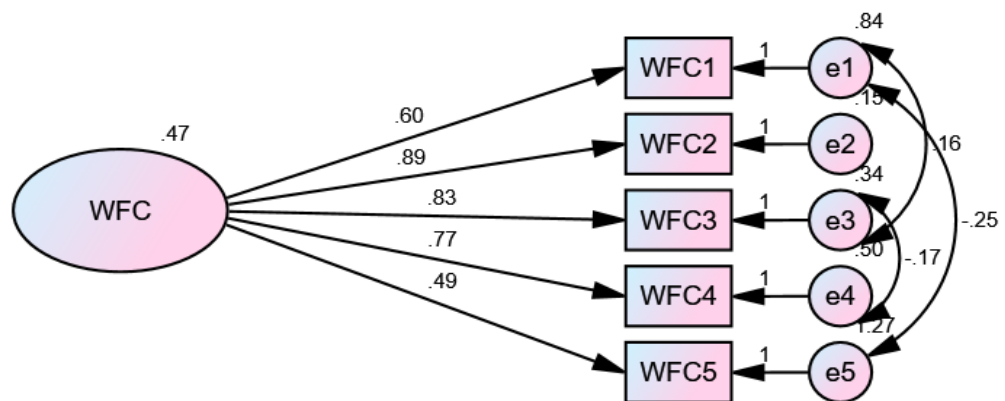 .84
WFC1
1
e1
.47
.60
.15
WFC2
1
e2
.16
.89
.34
WFC
.83
WFC3
1
e3
-.25
.77
.50
-.17
.49
WFC4
1
e4
1.27
WFC5
1
e5